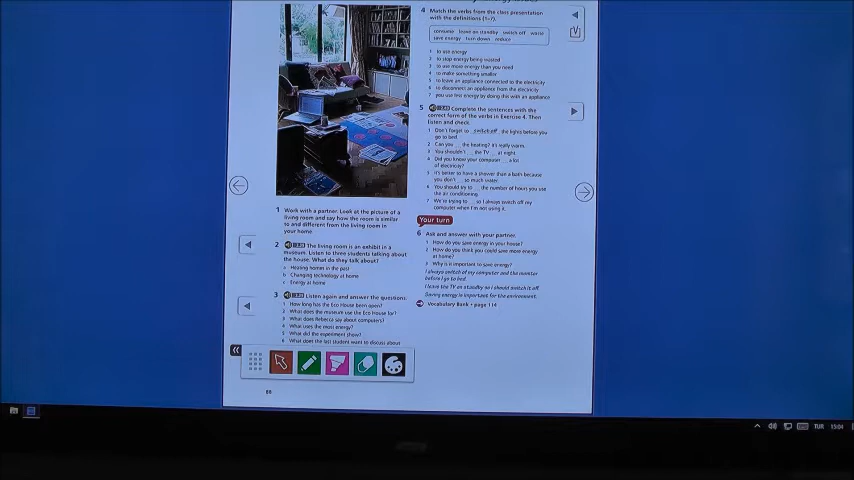 1 Work with a partner. Look at the picture of a
living room and say how the room is similar
to and different from the living room in
your home.
2 2.28 The living room is an exhibit in a
museum. Listen to three students talking about
the house. What do they talk about?
a Heating homes in the past
b Changing technology at home
c Energy at home
3 Listen again and answer the questions.
1 How long has the Eco House been open?
2 What does the museum use the Eco House for?
3 What does Rebecca say about computers?
4 What uses the most energy?
5 What did the experiment show?
6 What does the last student want to discuss about
88
4 Match the verbs from the class presentation
with the definitions (1–7).
consume leave on standby switch off waste
save energy turn down reduce
1 to use energy
2 to stop energy being wasted
3 to use more energy than you need
4 to make something smaller
5 to leave an appliance connected to the electricity
6 to disconnect an appliance from the electricity
7 you use less energy by doing this with an appliance
5 Complete the sentences with the
correct form of the verbs in Exercise 4. Then
listen and check.
1 Don't forget to switch off the lights before you
go to bed.
2 Can you _ the heating? It's really warm.
3 You shouldn't _ the TV _ at night.
4 Did you know your computer _ a lot
of electricity?
5 It's better to have a shower than a bath because
you don't _ so much water.
6 You should try to _ the number of hours you use
the air conditioning.
7 We're trying to _ so I always switch off my
computer when I'm not using it.
Your turn
6 Ask and answer with your partner.
1 How do you save energy in your house?
2 How do you think you could save more energy
at home?
3 Why is it important to save energy?
I always switch off my computer and the monitor
before I go to bed.
I leave the TV on standby so I should switch it off.
Saving energy is important for the environment.
Vocabulary Bank • page 114
TUR 15:04